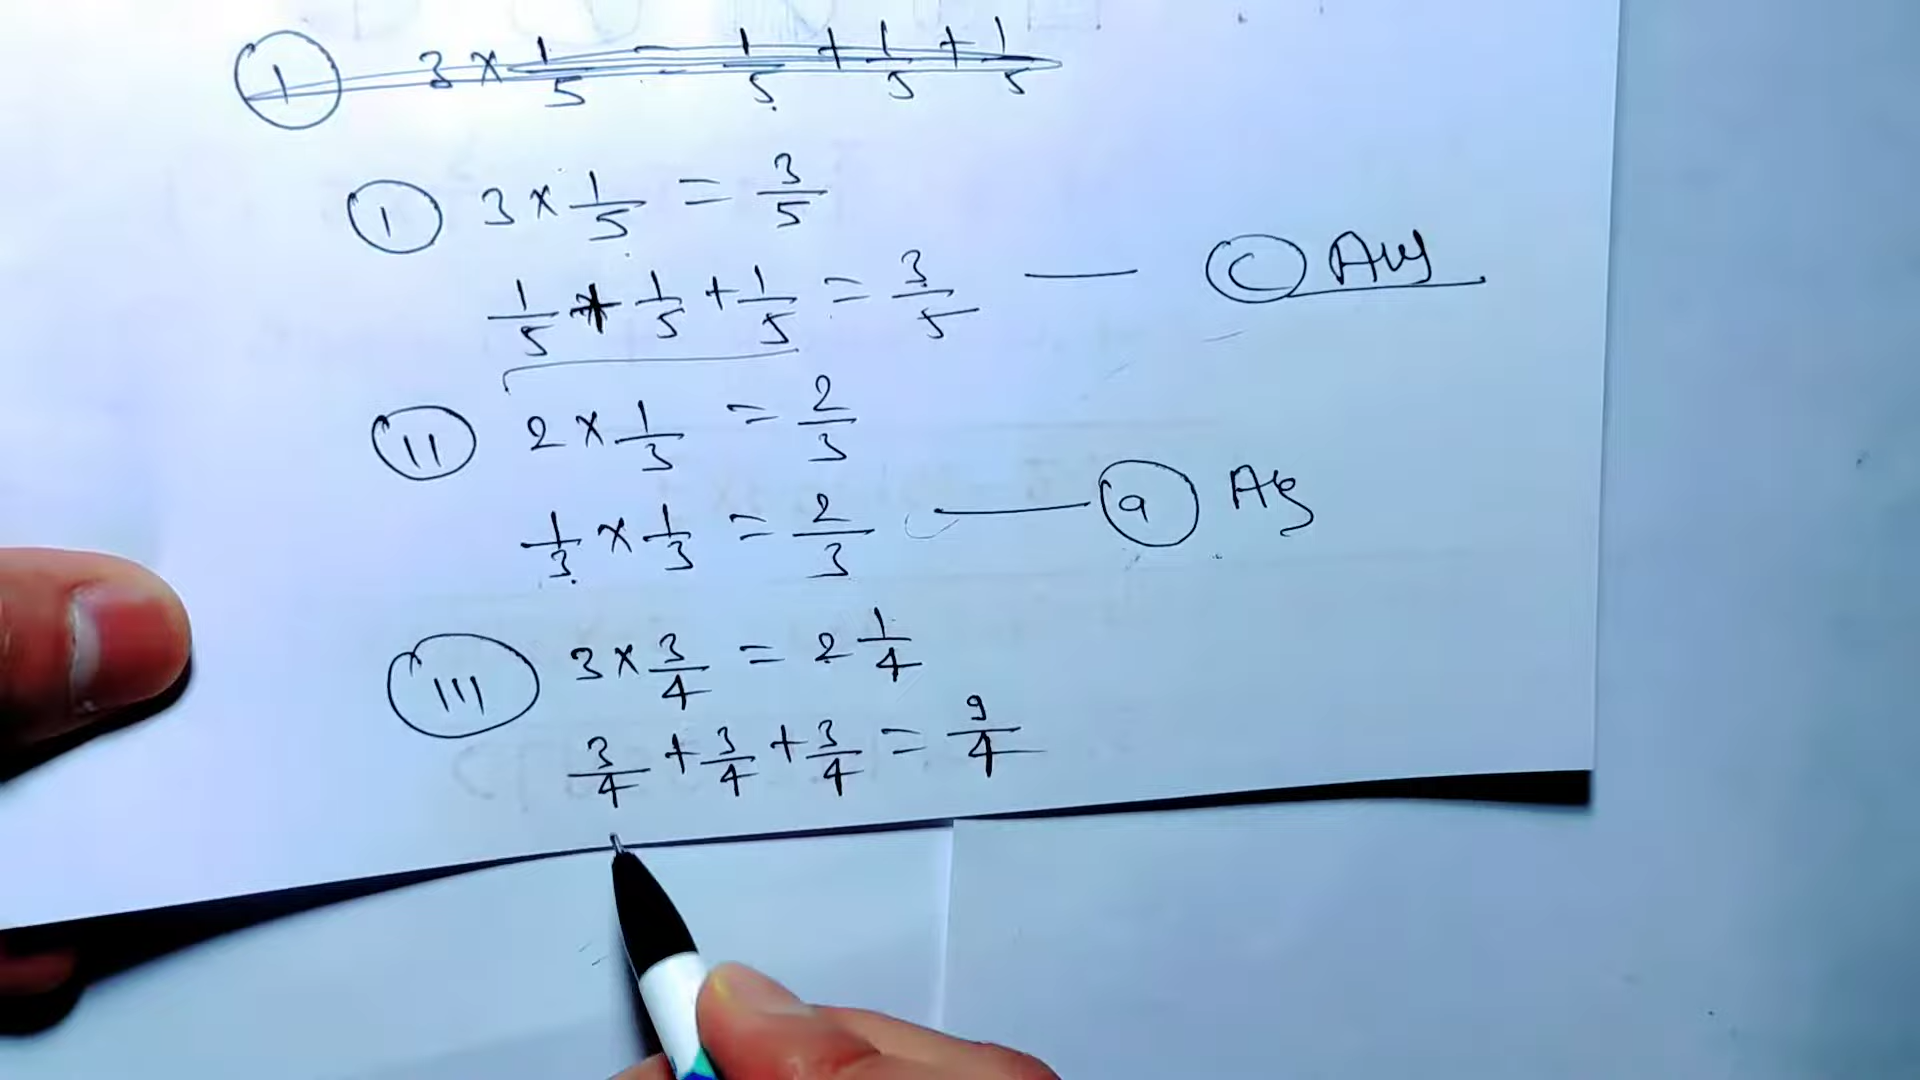 ① 3 × 1/5 = 1/5 + 1/5 + 1/5
① 3 × 1/5 = 3/5
1/5 + 1/5 + 1/5 = 3/5 — ⓒ Ans
ⓘⓘ 2 × 1/3 = 2/3
1/3 × 1/3 = 2/3 — ⓐ Ans
ⓘⓘⓘ 3 × 3/4 = 2 1/4
3/4 + 3/4 + 3/4 = 9/4